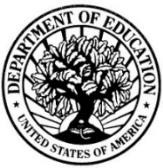 DEPARTMENT OF EDUCATION
UNITED STATES OF AMERICA